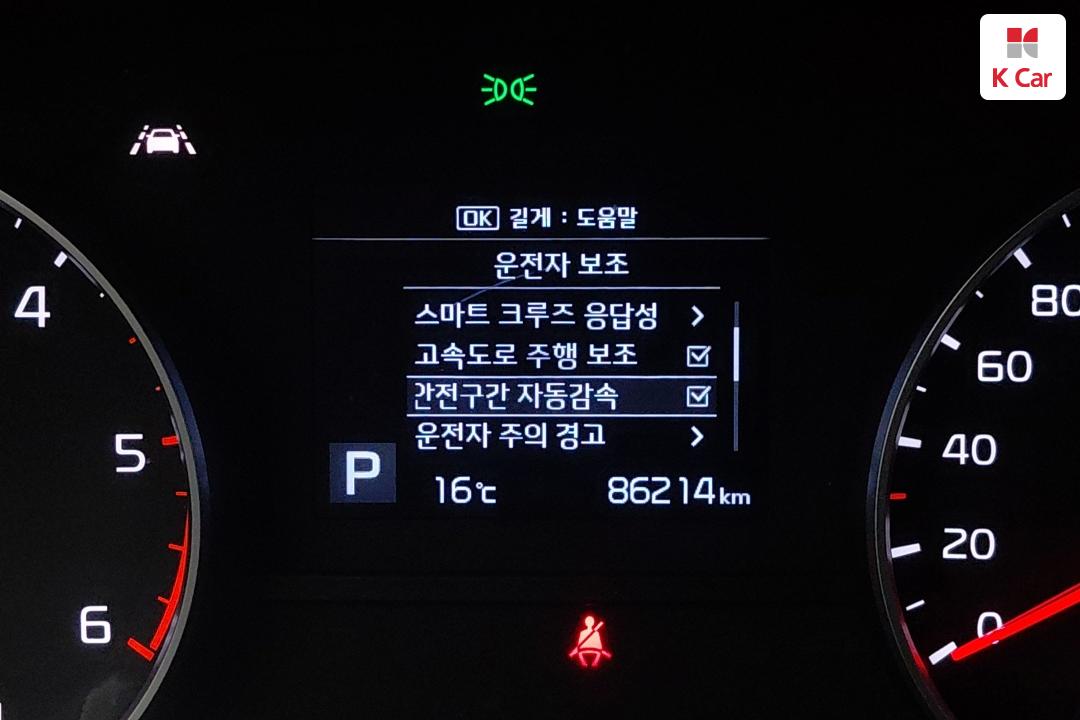 K Car
OK 길게 : 도움말
운전자 보조
스마트 크루즈 응답성
고속도로 주행 보조
안전구간 자동감속
운전자 주의 경고
P
16℃
86214km
4
5
6
80
60
40
20
0